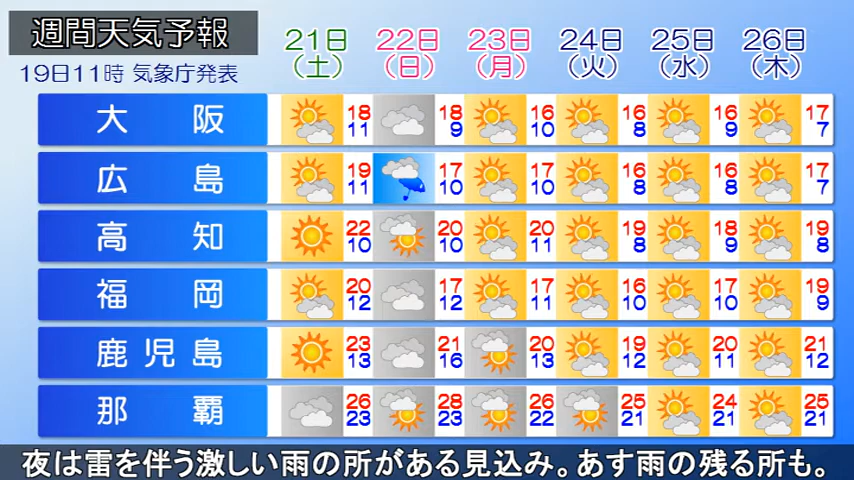 週間天気予報
19日11時 気象庁発表
21日 22日 23日 24日 25日 26日
(土) (日) (月) (火) (水) (木)
大阪 18 11 18 9 16 10 16 8 16 9 17 7
広島 19 11 17 10 17 10 16 8 16 8 17 7
高知 22 10 20 10 20 11 19 8 18 9 19 8
福岡 20 12 17 12 17 11 16 10 17 10 19 9
鹿児島 23 13 21 16 20 13 19 12 20 11 21 12
那覇 26 23 28 23 26 22 25 21 24 21 25 21
夜は雷を伴う激しい雨の所がある見込み。あす雨の残る所も。